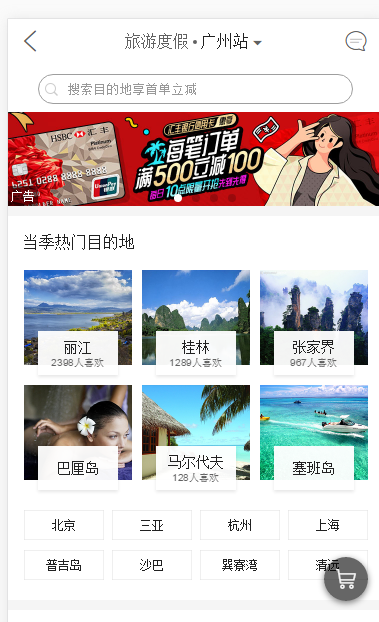 旅游度假•广州站
搜索目的地享首单立减
HSBC 汇丰
Platinum
汇丰银行信用卡 尊享
每笔订单
满500立减100
每日10点限量开抢先到先得
UnionPay
银联
广告
当季热门目的地
丽江
2398人喜欢
桂林
1289人喜欢
张家界
967人喜欢
巴厘岛
马尔代夫
128人喜欢
塞班岛
北京
三亚
杭州
上海
普吉岛
沙巴
巽寮湾
清远